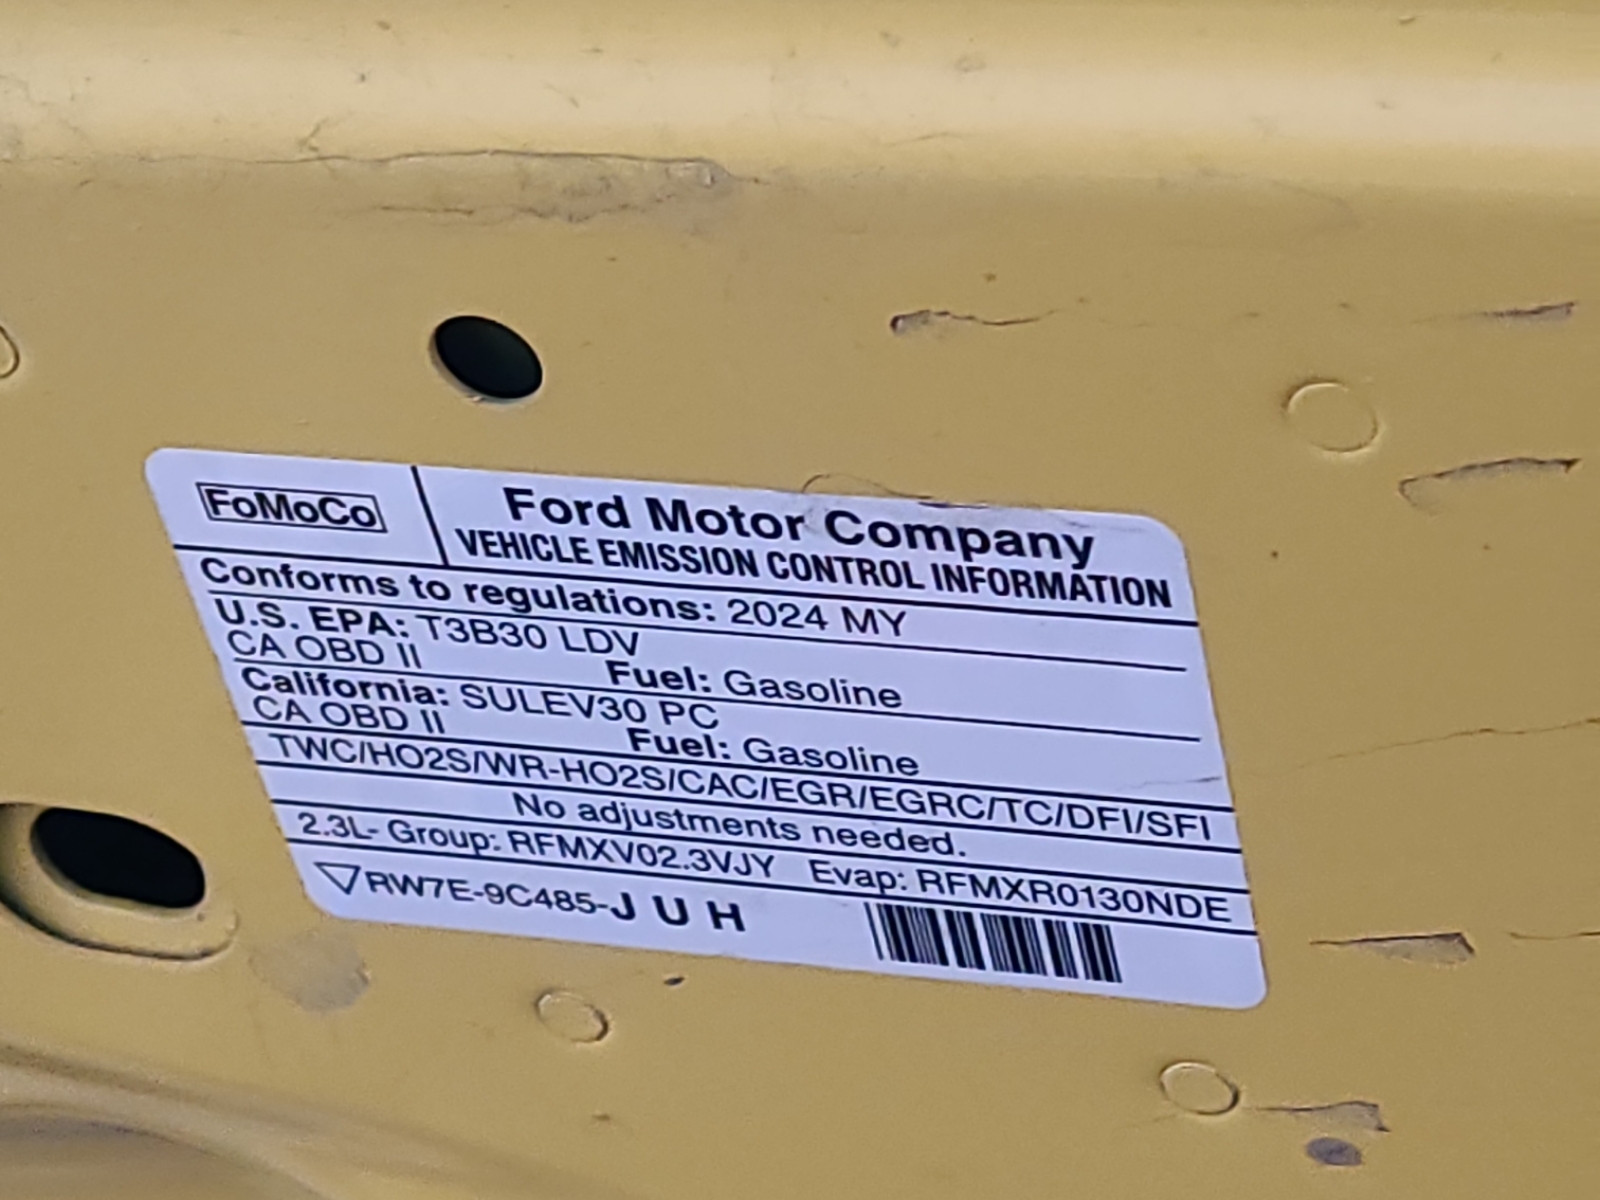 FoMoCo
Ford Motor Company
VEHICLE EMISSION CONTROL INFORMATION
Conforms to regulations: 2024 MY
U.S. EPA: T3B30 LDV
CA OBD II Fuel: Gasoline
California: SULEV30 PC
CA OBD II Fuel: Gasoline
TWC/HO2S/WR-HO2S/CAC/EGR/EGRC/TC/DFI/SFI
No adjustments needed.
2.3L- Group: RFMXV02.3VJY Evap: RFMXR0130NDE
RW7E-9C485-J U H